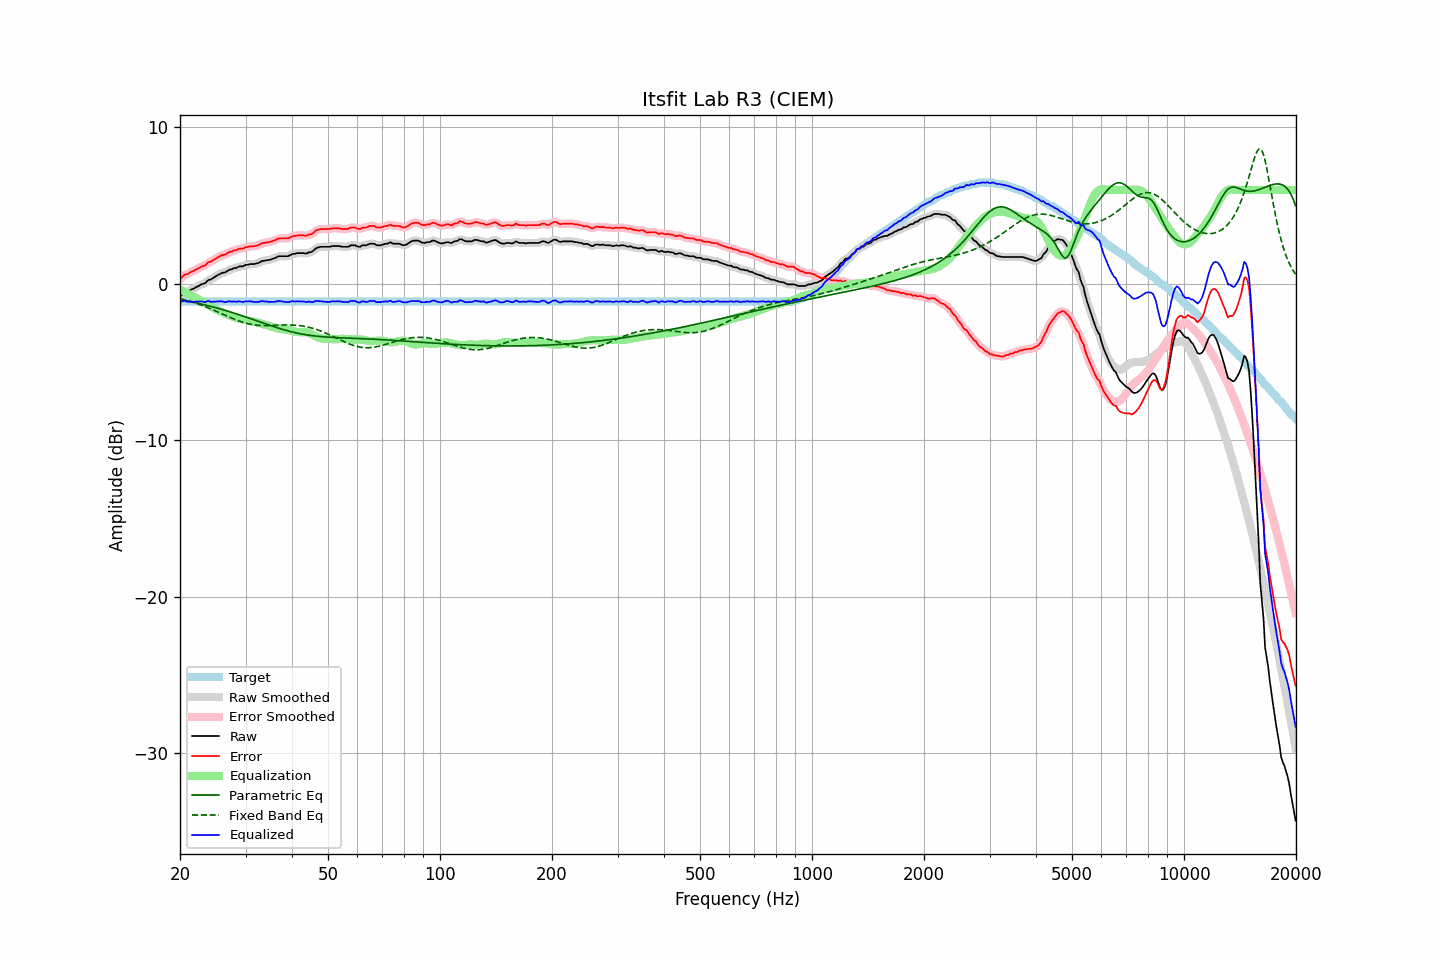 Itsfit Lab R3 (CIEM)
10
0
−10
−20
−30
Amplitude (dBr)
Target
Raw Smoothed
Error Smoothed
Raw
Error
Equalization
Parametric Eq
Fixed Band Eq
Equalized
20 50 100 200 500 1000 2000 5000 10000 20000
Frequency (Hz)